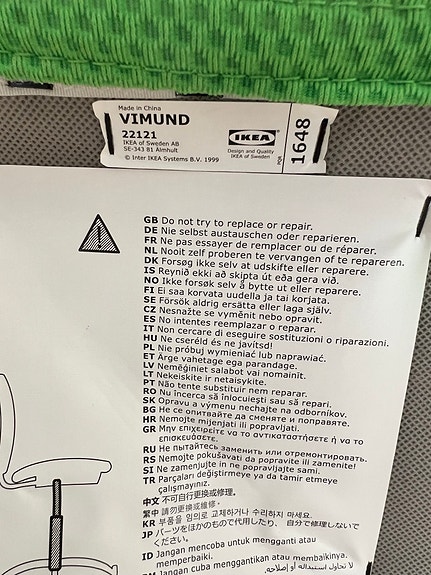 Made in China
VIMUND
22121
IKEA of Sweden AB
SE-343 81 Älmhult
© Inter IKEA Systems B.V. 1999
IKEA
Design and Quality
IKEA of Sweden
1648
GB Do not try to replace or repair.
DE Nie selbst austauschen oder reparieren.
FR Ne pas essayer de remplacer ou de réparer.
NL Nooit zelf proberen te vervangen of te repareren.
DK Forsøg ikke selv at udskifte eller reparere.
IS Reynið ekki að skipta út eða gera við.
NO Ikke forsøk selv å bytte ut eller reparere.
FI Ei saa korvata uudella ja tai korjata.
SE Försök aldrig ersätta eller laga själv.
CZ Nesnažte se vyměnit nebo opravit.
ES No intentes reemplazar o reparar.
IT Non cercare di eseguire sostituzioni o riparazioni.
HU Ne cseréld és ne javítsd!
PL Nie próbuj wymieniać lub naprawiać.
ET Ärge vahetage ega parandage.
LV Nemēģiniet salabot vai nomainīt.
LT Nekeiskite ir netaisykite.
PT Não tente substituir nem reparar.
RO Nu încerca să înlocuieşti sau să repari.
SK Opravu a výmenu nechajte na odborníkov.
BG Не се опитвайте да сменяте и поправяте.
HR Nemojte mijenjati ili popravljati.
GR Μην επιχειρείτε να το αντικαταστήσετε ή να το
επισκευάσετε.
RU Не пытайтесь заменить или отремонтировать.
RS Nemojte pokušavati da popravite ili zamenite!
SI Ne zamenjujte in ne popravljajte sami.
TR Parçaları değiştirmeye ya da tamir etmeye
çalışmayınız.
中文 不可自行更换或修理。
繁中 請勿更換或維修。
KR 부품을 임의로 교체하거나 수리하지 마세요.
JP パーツをほかのもので代用したり、自分で修理しないで
ください。
ID Jangan mencoba untuk mengganti atau
memperbaiki.
Jangan cuba menggantikan atau membaikinya.
لا تحاول استبداله أو إصلاحه.